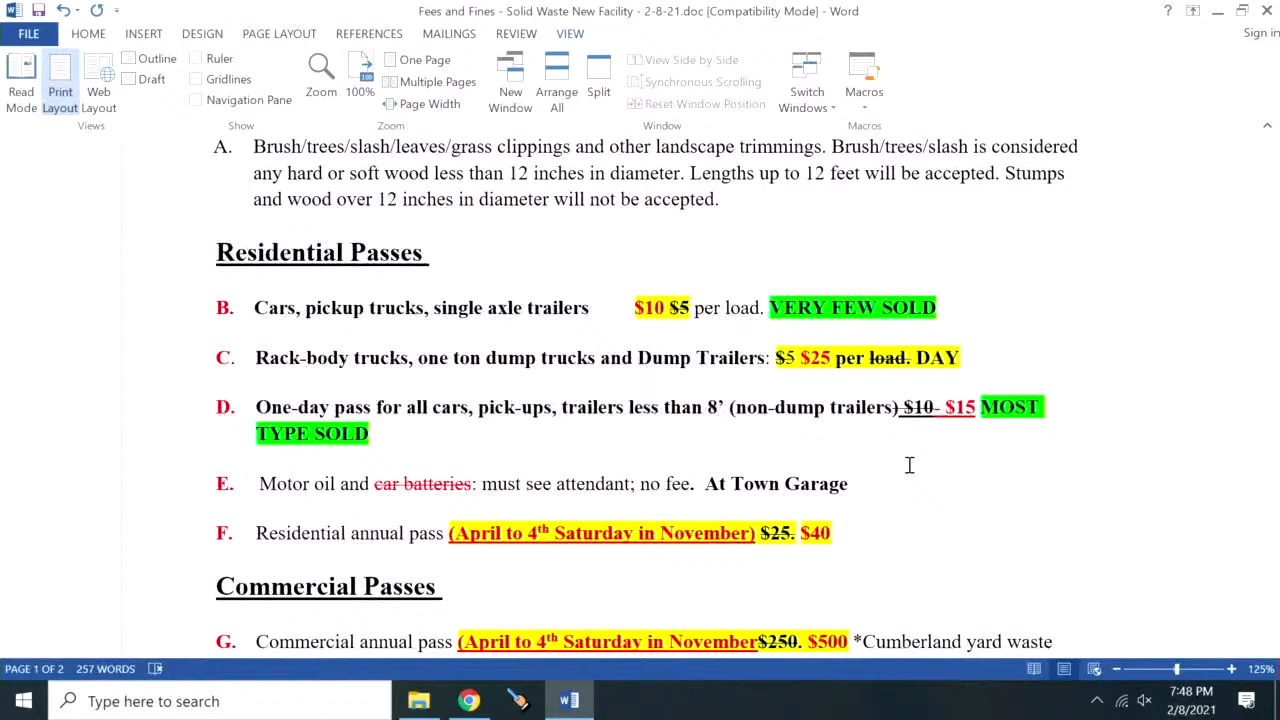 Fees and Fines - Solid Waste New Facility - 2-8-21.doc [Compatibility Mode] - Word
FILE HOME INSERT DESIGN PAGE LAYOUT REFERENCES MAILINGS REVIEW VIEW Sign in
Read Mode
Print Layout
Web Layout
Outline
Draft
Views
Ruler
Gridlines
Navigation Pane
Show
Zoom
100%
One Page
Multiple Pages
Page Width
Zoom
New Window
Arrange All
Split
View Side by Side
Synchronous Scrolling
Reset Window Position
Window
Switch Windows
Macros
Macros
A. Brush/trees/slash/leaves/grass clippings and other landscape trimmings. Brush/trees/slash is considered
any hard or soft wood less than 12 inches in diameter. Lengths up to 12 feet will be accepted. Stumps
and wood over 12 inches in diameter will not be accepted.
Residential Passes
B. Cars, pickup trucks, single axle trailers $10 $5 per load. VERY FEW SOLD
C. Rack-body trucks, one ton dump trucks and Dump Trailers: $5 $25 per load. DAY
D. One-day pass for all cars, pick-ups, trailers less than 8’ (non-dump trailers) $10- $15 MOST
TYPE SOLD
E. Motor oil and car batteries: must see attendant; no fee. At Town Garage
F. Residential annual pass (April to 4th Saturday in November) $25. $40
Commercial Passes
G. Commercial annual pass (April to 4th Saturday in November$250. $500 *Cumberland yard waste
PAGE 1 OF 2 257 WORDS 125%
Type here to search
7:48 PM
2/8/2021